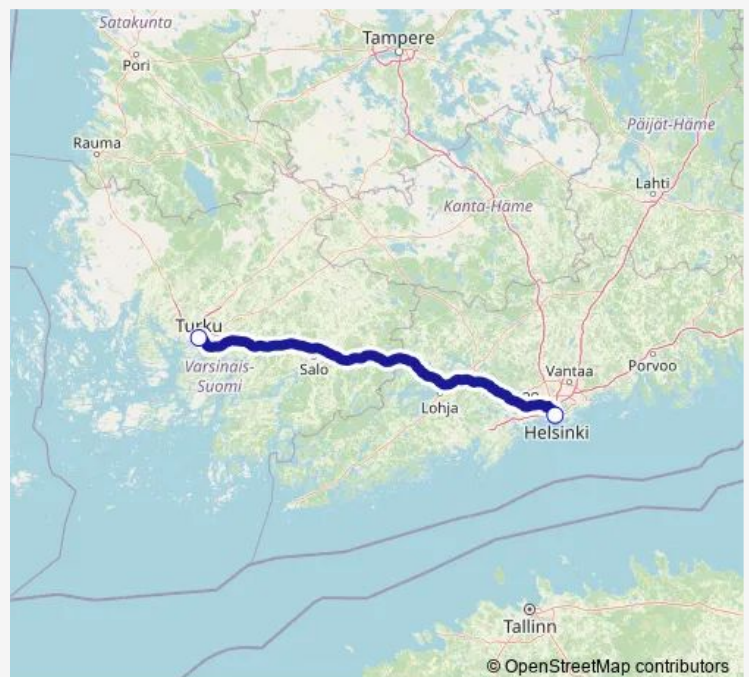 Satakunta
Tampere
Pori
Päijät-Häme
Rauma
Lahti
Kanta-Häme
Turku
Varsinais-
Suomi
Salo
Vantaa
Porvoo
Lohja
Helsinki
Tallinn
© OpenStreetMap contributors